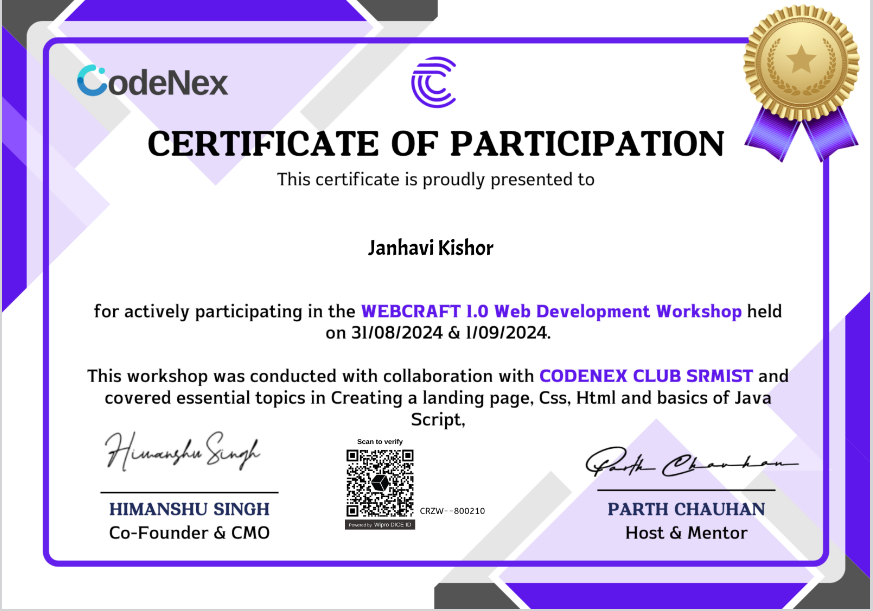 CodeNex
CERTIFICATE OF PARTICIPATION
This certificate is proudly presented to
Janhavi Kishor
for actively participating in the WEBCRAFT 1.0 Web Development Workshop held
on 31/08/2024 & 1/09/2024.
This workshop was conducted with collaboration with CODENEX CLUB SRMIST and
covered essential topics in Creating a landing page, Css, Html and basics of Java
Script,
Himanshu Singh
Scan to verify
Parth Chauhan
HIMANSHU SINGH
CRZW--800210
PARTH CHAUHAN
Co-Founder & CMO
Powered by Wipro DICE ID
Host & Mentor